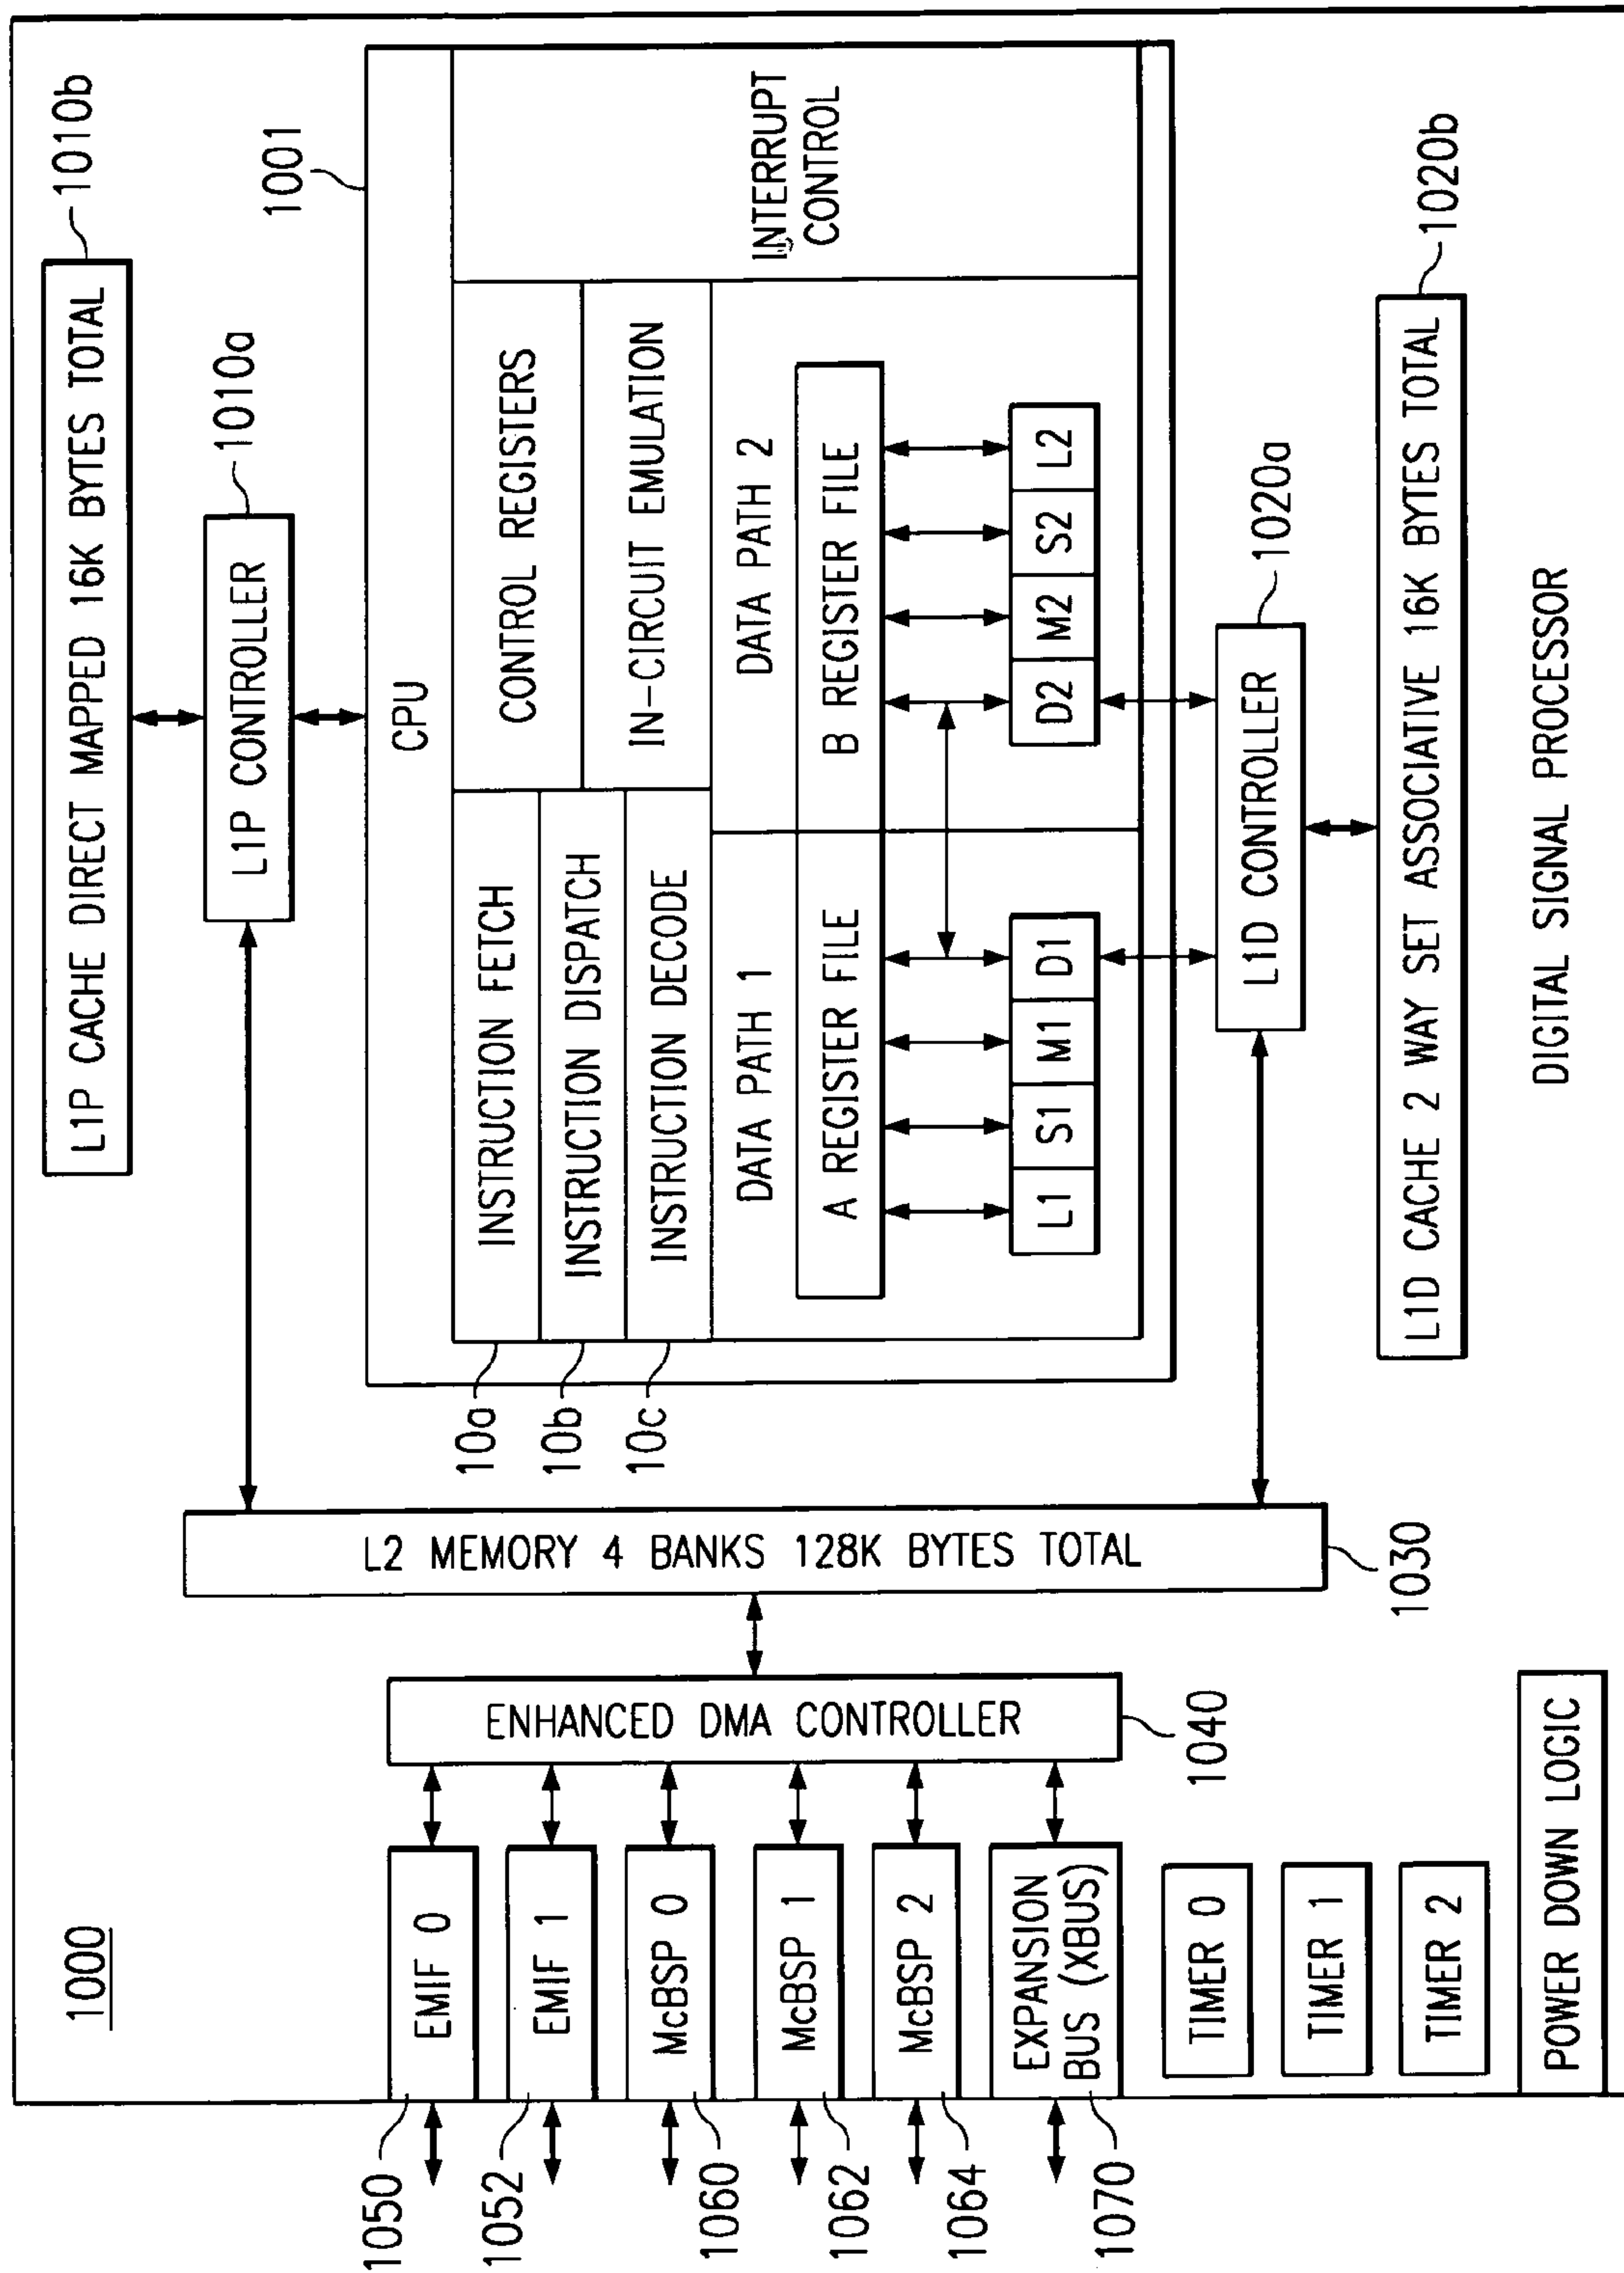 1000
L1P CACHE DIRECT MAPPED 16K BYTES TOTAL
1010b
L1P CONTROLLER
1010a
1001
CPU
INSTRUCTION FETCH
INSTRUCTION DISPATCH
INSTRUCTION DECODE
10a
10b
10c
CONTROL REGISTERS
IN-CIRCUIT EMULATION
INTERRUPT
CONTROL
DATA PATH 1
DATA PATH 2
A REGISTER FILE
B REGISTER FILE
L1
S1
M1
D1
D2
M2
S2
L2
L1D CONTROLLER
1020a
L1D CACHE 2 WAY SET ASSOCIATIVE 16K BYTES TOTAL
1020b
L2 MEMORY 4 BANKS 128K BYTES TOTAL
1030
ENHANCED DMA CONTROLLER
1040
1050
EMIF 0
1052
EMIF 1
1060
McBSP 0
1062
McBSP 1
1064
McBSP 2
1070
EXPANSION
BUS (XBUS)
TIMER 0
TIMER 1
TIMER 2
POWER DOWN LOGIC
DIGITAL SIGNAL PROCESSOR